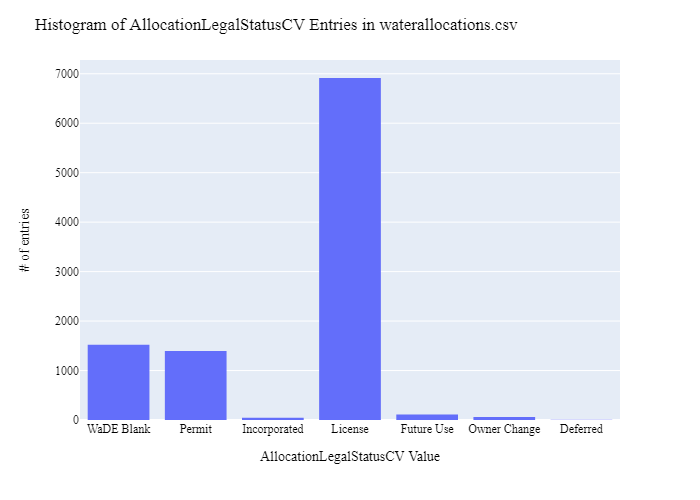 Histogram of AllocationLegalStatusCV Entries in waterallocations.csv
7000
6000
5000
4000
3000
2000
1000
0
# of entries
WaDE Blank Permit Incorporated License Future Use Owner Change Deferred
AllocationLegalStatusCV Value